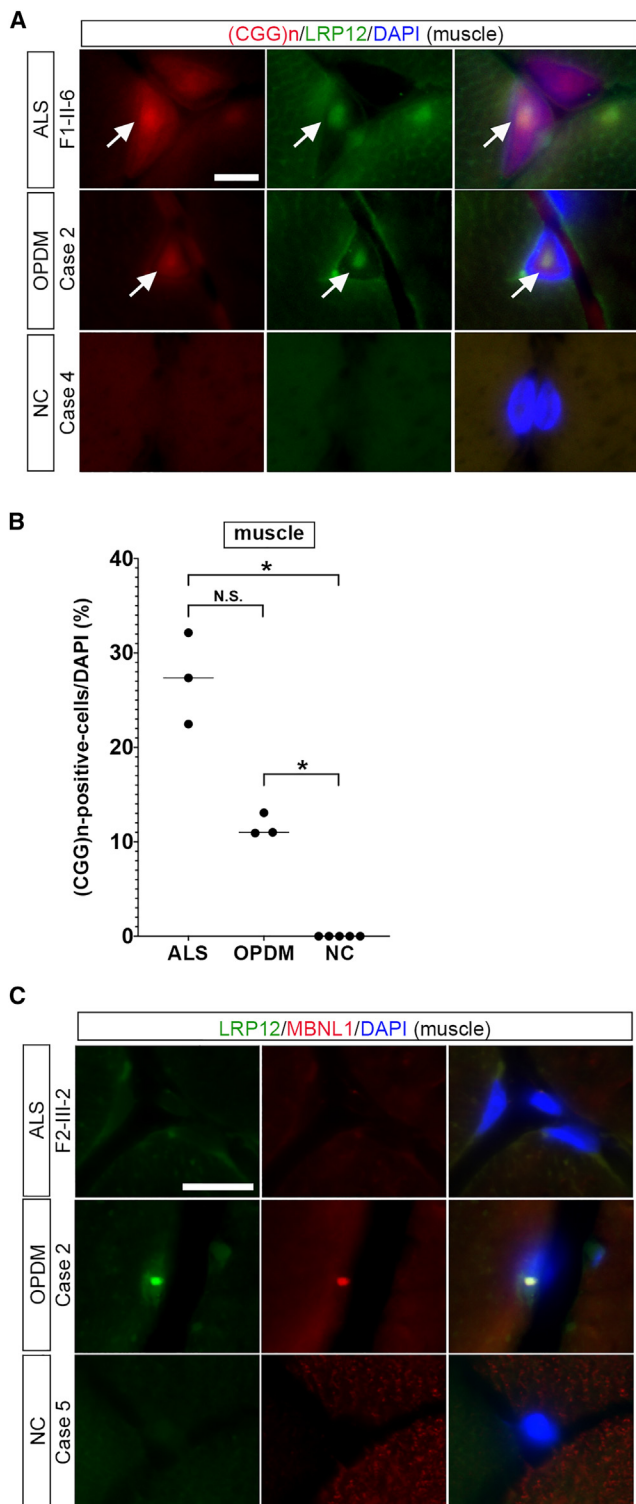 A
(CGG)n/LRP12/DAPI (muscle)
ALS
F1-II-6
OPDM
Case 2
NC
Case 4
B
muscle
(CGG)n-positive-cells/DAPI (%)
40
30
20
10
0
*
N.S.
*
ALS OPDM NC
C
LRP12/MBNL1/DAPI (muscle)
ALS
F2-III-2
OPDM
Case 2
NC
Case 5